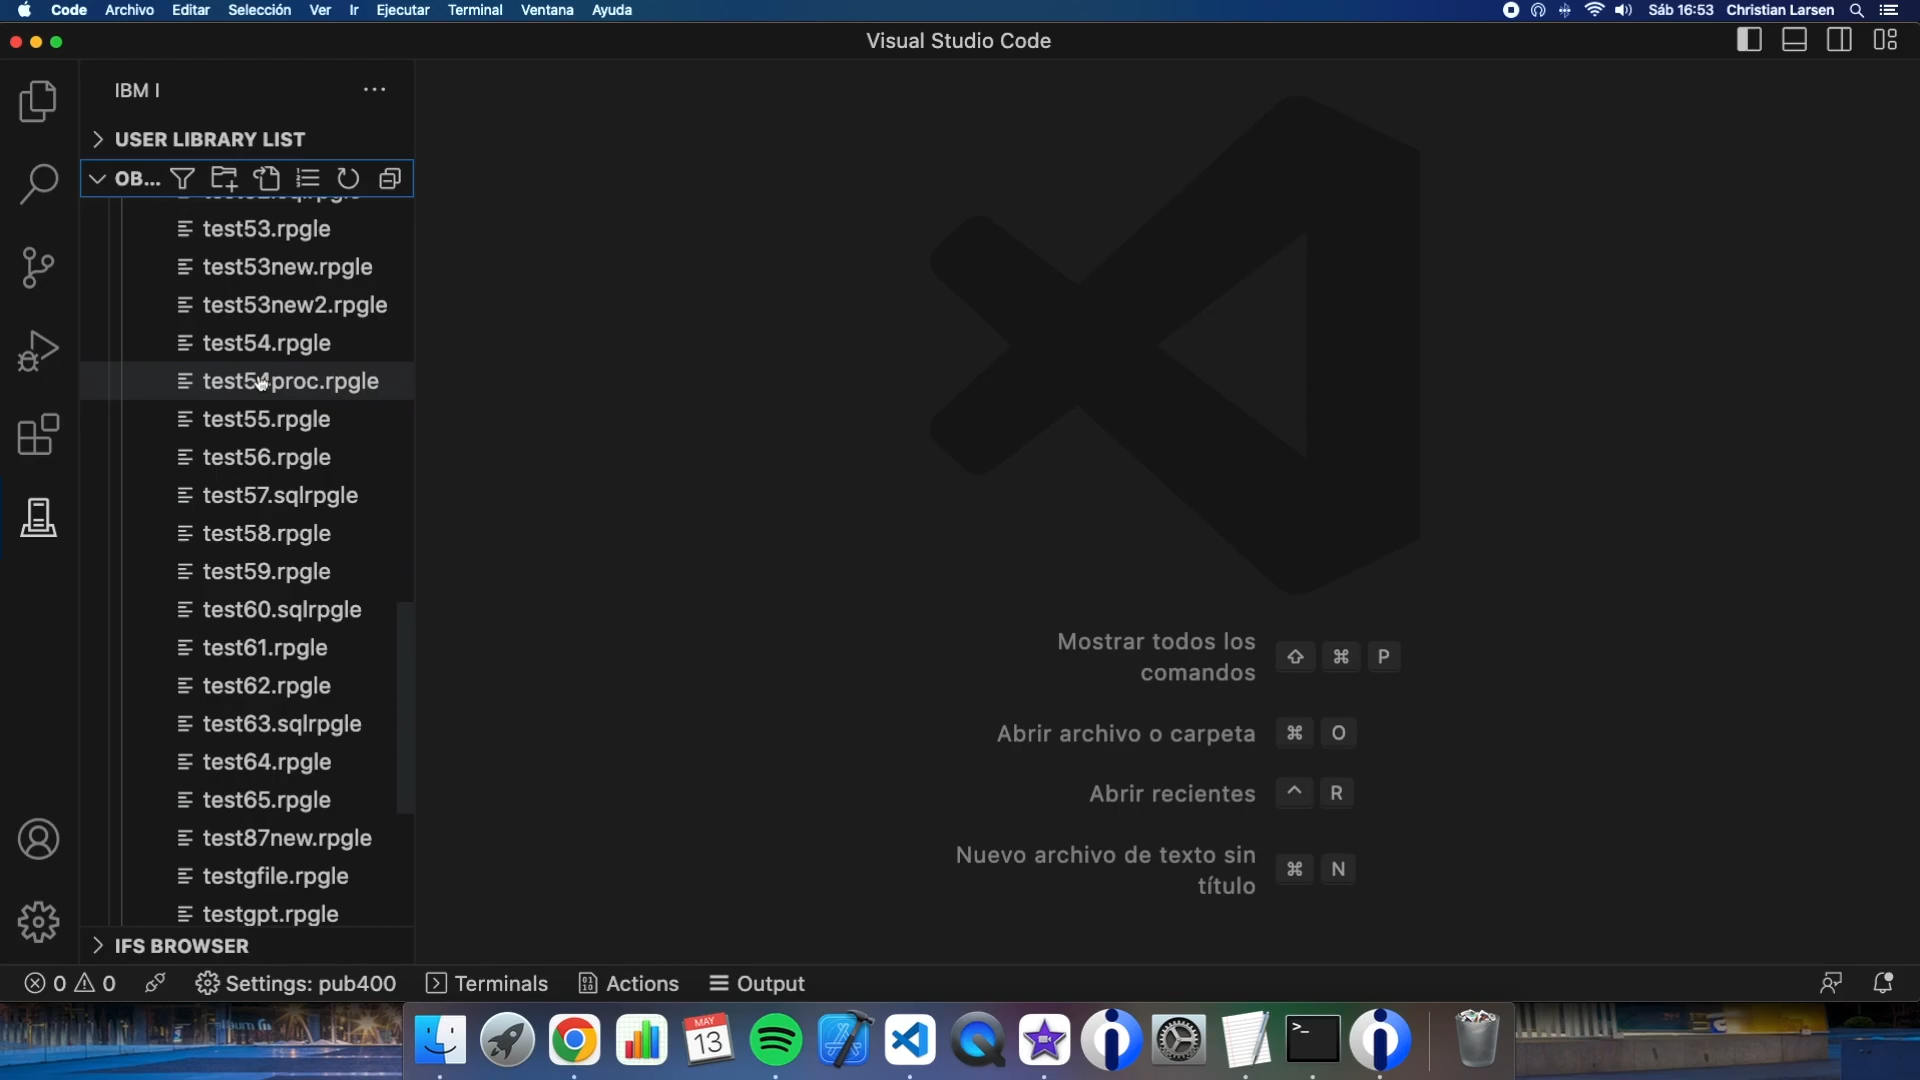 Code Archivo Editar Selección Ver Ir Ejecutar Terminal Ventana Ayuda Sáb 16:53 Christian Larsen
Visual Studio Code
IBM I
USER LIBRARY LIST
OB...
test53.rpgle
test53new.rpgle
test53new2.rpgle
test54.rpgle
test54proc.rpgle
test55.rpgle
test56.rpgle
test57.sqlrpgle
test58.rpgle
test59.rpgle
test60.sqlrpgle
test61.rpgle
test62.rpgle
test63.sqlrpgle
test64.rpgle
test65.rpgle
test87new.rpgle
testgfile.rpgle
testgpt.rpgle
IFS BROWSER
Mostrar todos los
comandos
⇧ ⌘ P
Abrir archivo o carpeta ⌘ O
Abrir recientes ^ R
Nuevo archivo de texto sin
título
⌘ N
0 0 Settings: pub400 Terminals Actions Output
MAY
13